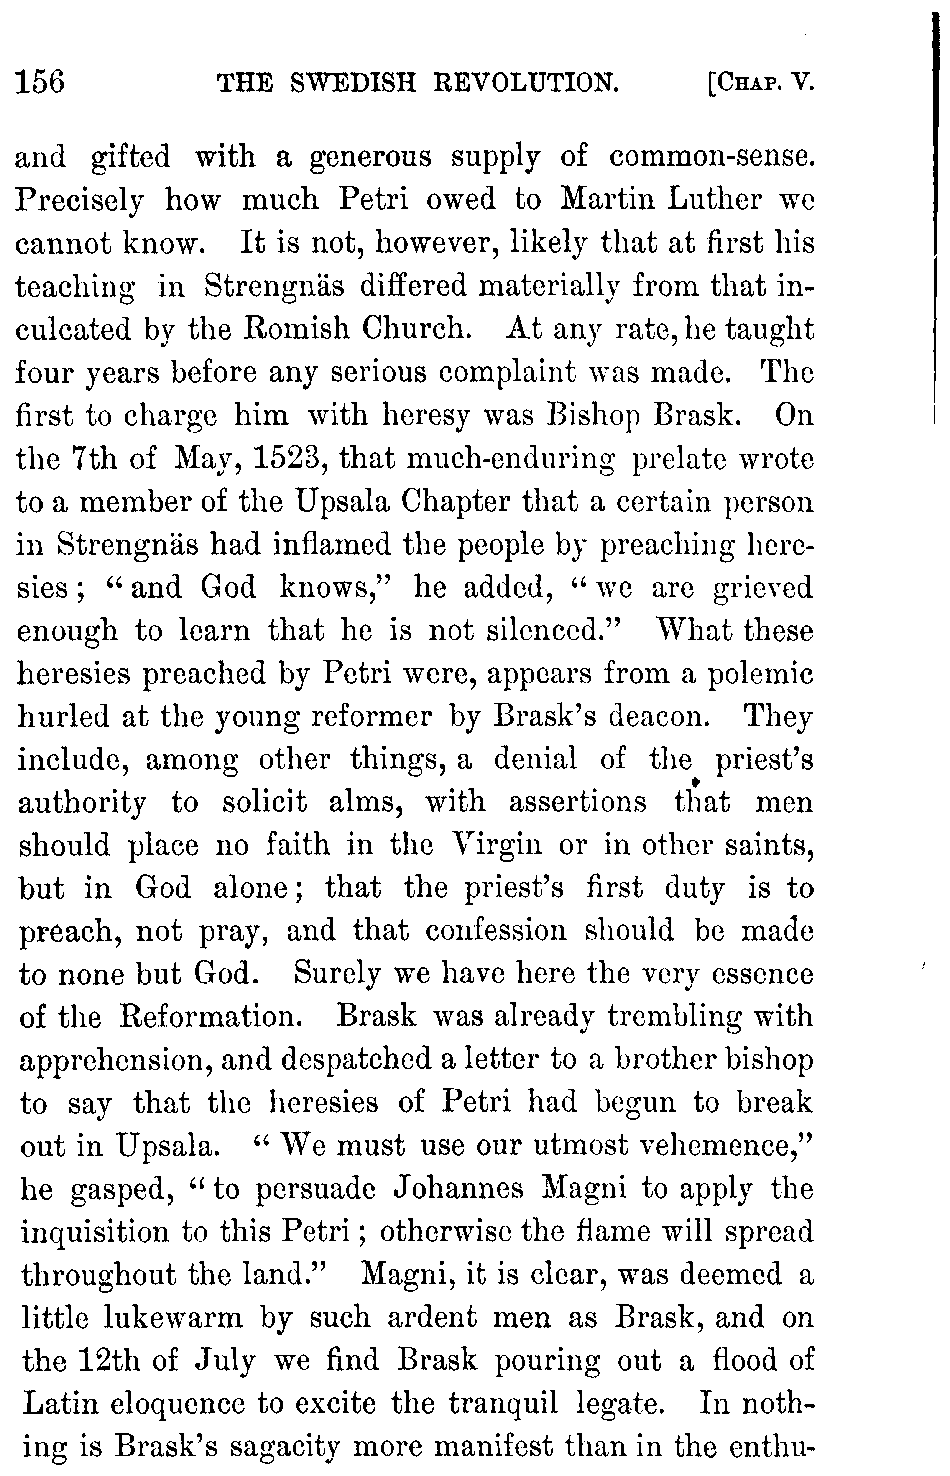 156 THE SWEDISH REVOLUTION. [CHAP. V.
and gifted with a generous supply of common-sense.
Precisely how much Petri owed to Martin Luther we
cannot know. It is not, however, likely that at first his
teaching in Strengnäs differed materially from that in-
culcated by the Romish Church. At any rate, he taught
four years before any serious complaint was made. The
first to charge him with heresy was Bishop Brask. On
the 7th of May, 1523, that much-enduring prelate wrote
to a member of the Upsala Chapter that a certain person
in Strengnäs had inflamed the people by preaching here-
sies; “and God knows,” he added, “we are grieved
enough to learn that he is not silenced.” What these
heresies preached by Petri were, appears from a polemic
hurled at the young reformer by Brask’s deacon. They
include, among other things, a denial of the priest’s
authority to solicit alms, with assertions that men
should place no faith in the Virgin or in other saints,
but in God alone; that the priest’s first duty is to
preach, not pray, and that confession should be made
to none but God. Surely we have here the very essence
of the Reformation. Brask was already trembling with
apprehension, and despatched a letter to a brother bishop
to say that the heresies of Petri had begun to break
out in Upsala. “We must use our utmost vehemence,”
he gasped, “to persuade Johannes Magni to apply the
inquisition to this Petri; otherwise the flame will spread
throughout the land.” Magni, it is clear, was deemed a
little lukewarm by such ardent men as Brask, and on
the 12th of July we find Brask pouring out a flood of
Latin eloquence to excite the tranquil legate. In noth-
ing is Brask’s sagacity more manifest than in the enthu-